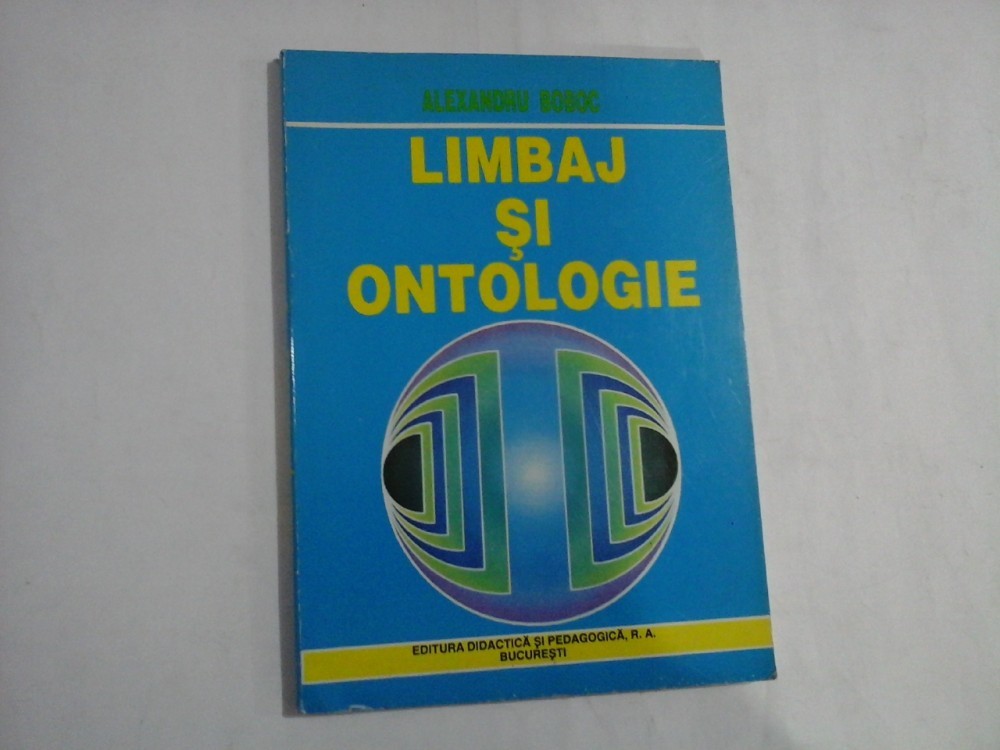 ALEXANDRU BOBOC
LIMBAJ
ŞI
ONTOLOGIE
EDITURA DIDACTICĂ ŞI PEDAGOGICĂ, R. A.
BUCUREŞTI